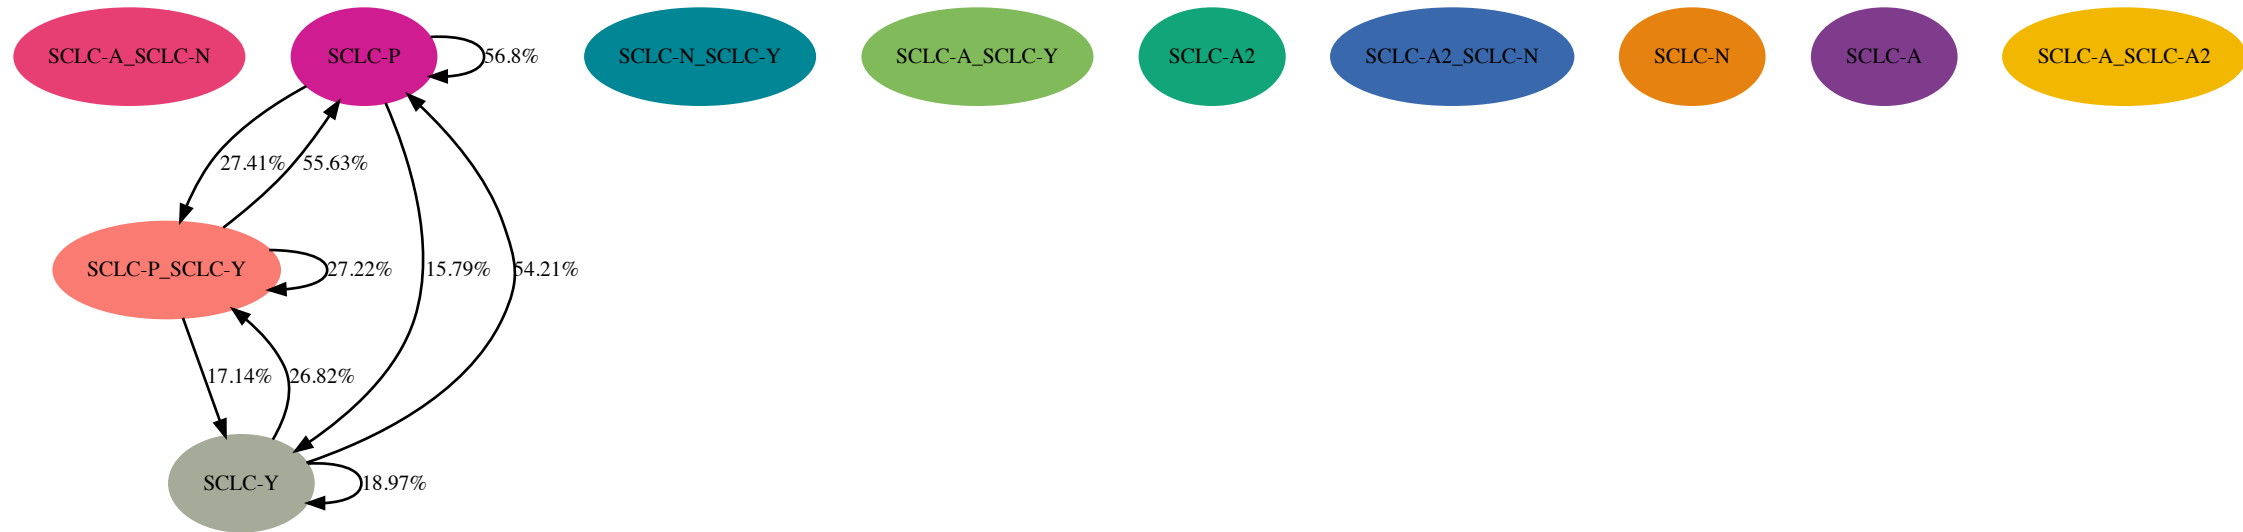 SCLC-A_SCLC-N
SCLC-P
56.8%
SCLC-N_SCLC-Y
SCLC-A_SCLC-Y
SCLC-A2
SCLC-A2_SCLC-N
SCLC-N
SCLC-A
SCLC-A_SCLC-A2
27.41%
55.63%
SCLC-P_SCLC-Y
27.22%
15.79%
54.21%
17.14%
26.82%
SCLC-Y
18.97%